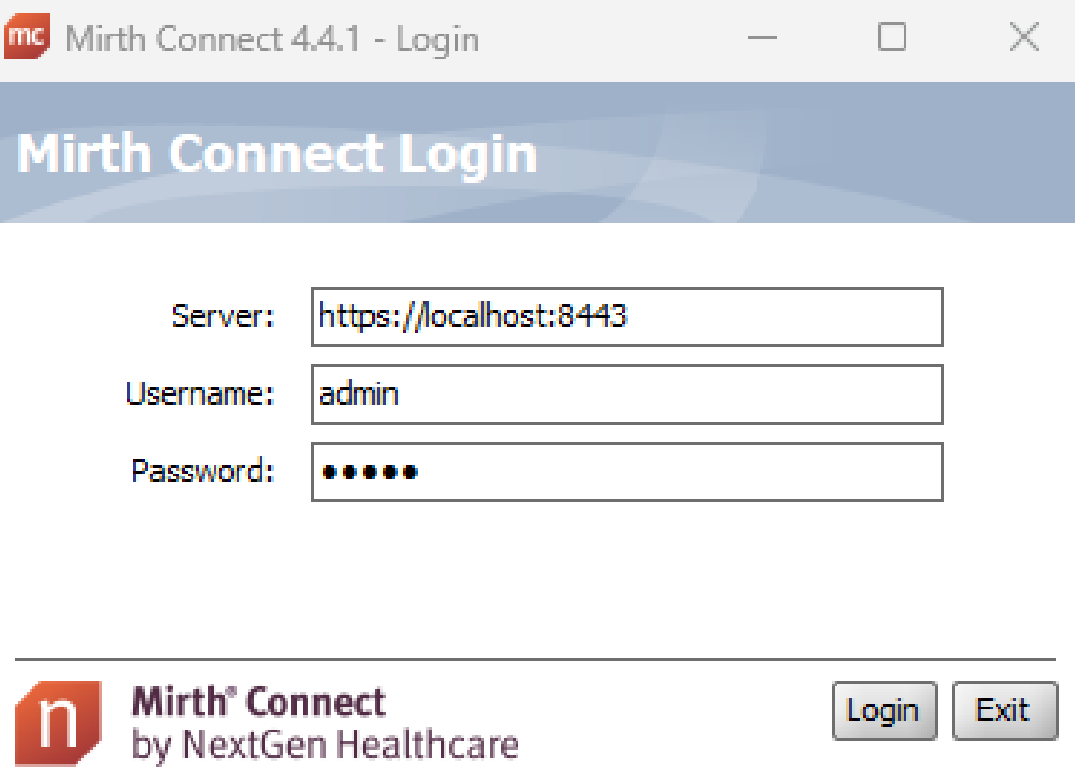 mc Mirth Connect 4.4.1 - Login
Mirth Connect Login
Server: https://localhost:8443
Username: admin
Password: •••••
n Mirth® Connect
by NextGen Healthcare
Login Exit